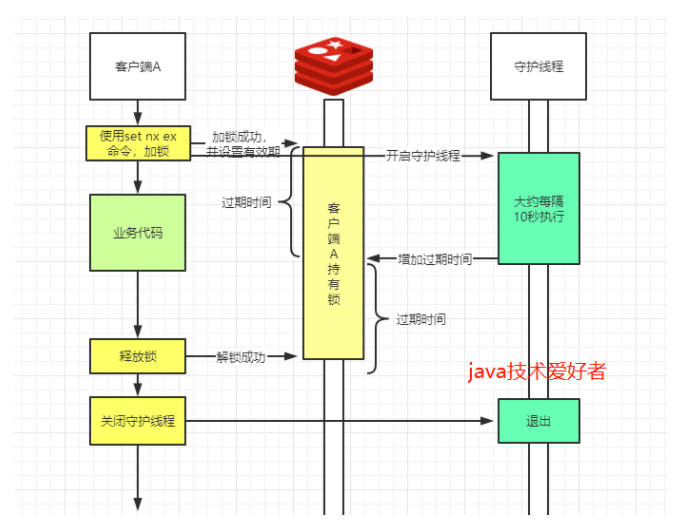 客户端A
守护线程
使用set nx ex
命令，加锁
加锁成功，
并设置有效期
开启守护线程
过期时间
业务代码
客
户
端
A
持
有
锁
大约每隔
10秒执行
增加过期时间
过期时间
释放锁
解锁成功
java技术爱好者
关闭守护线程
退出